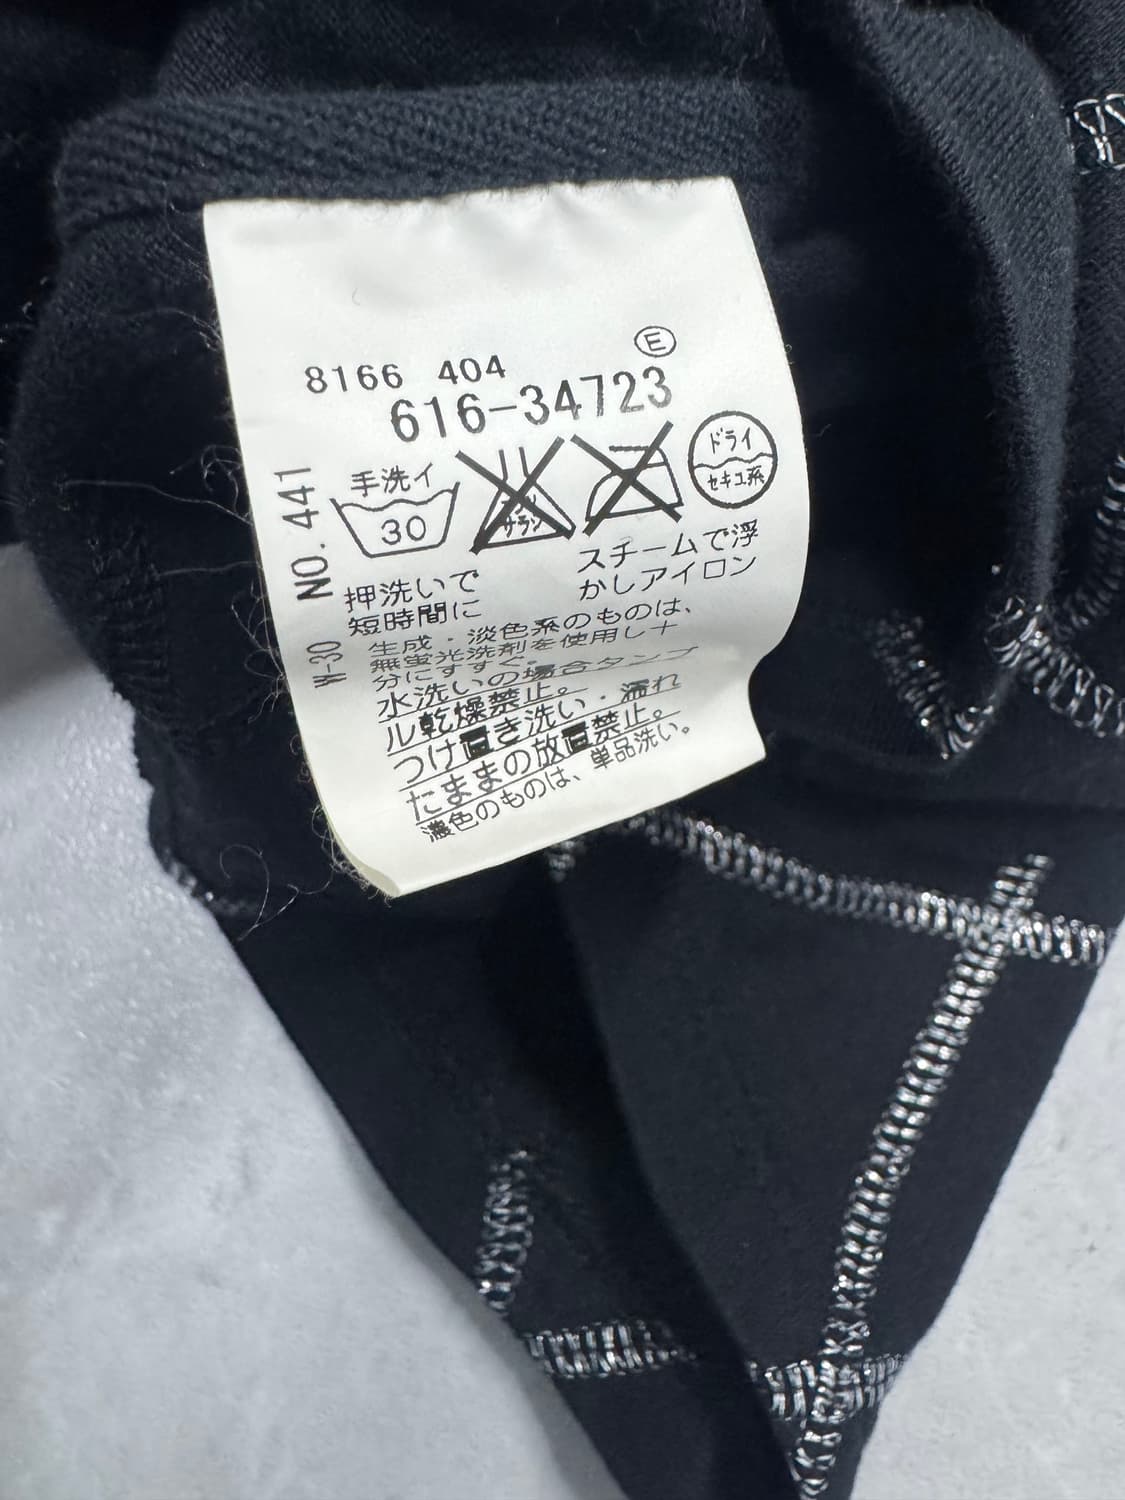 Ⓔ
8166 404
616-34723
手洗イ
30
サラシ
ドライ
セキユ系
押洗いで
短時間に
スチームで浮
かしアイロン
生成・淡色系のものは、
無蛍光洗剤を使用し十
分にすすぐ。
水洗いの場合タンブ
ル乾燥禁止。
つけ置き洗い・濡れ
たままの放置禁止。
濃色のものは、単品洗い。
NO. 441
W-30